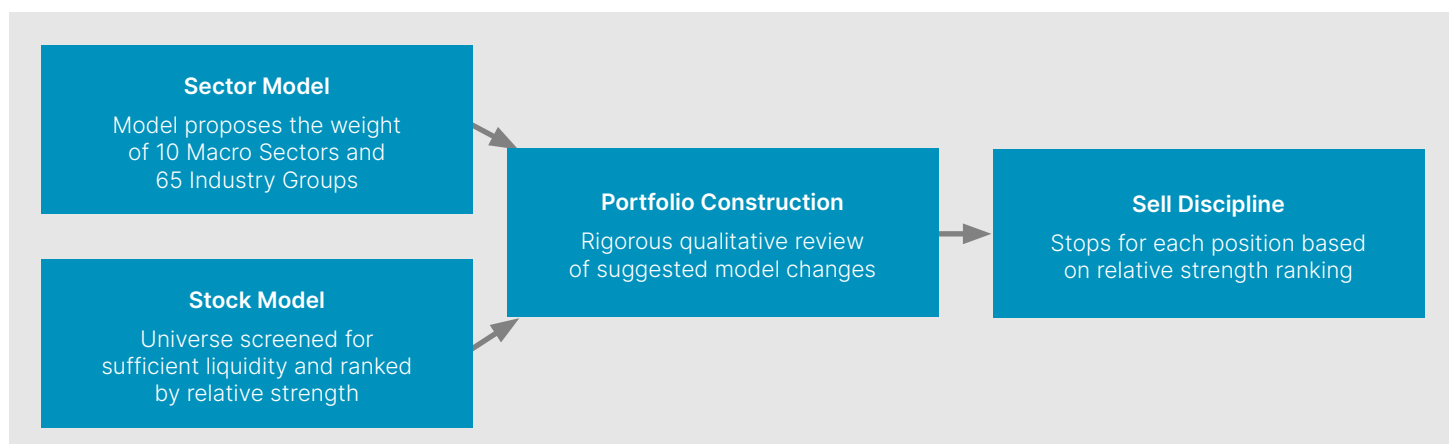 Sector Model
Model proposes the weight
of 10 Macro Sectors and
65 Industry Groups
Stock Model
Universe screened for
sufficient liquidity and ranked
by relative strength
Portfolio Construction
Rigorous qualitative review
of suggested model changes
Sell Discipline
Stops for each position based
on relative strength ranking